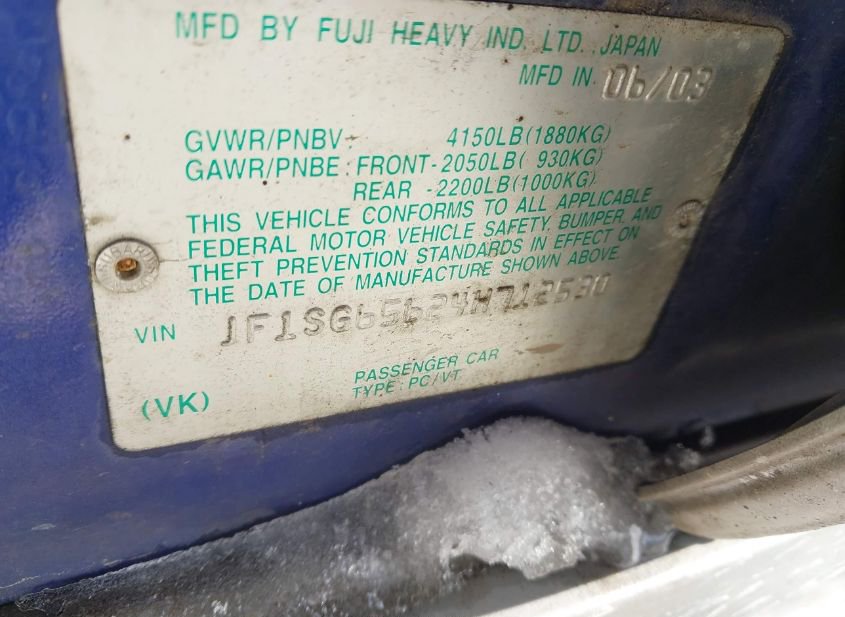 MFD BY FUJI HEAVY IND. LTD. JAPAN
MFD IN 06/03
GVWR/PNBV: 4150LB(1880KG)
GAWR/PNBE: FRONT-2050LB( 930KG)
REAR -2200LB(1000KG)
THIS VEHICLE CONFORMS TO ALL APPLICABLE
FEDERAL MOTOR VEHICLE SAFETY, BUMPER, AND
THEFT PREVENTION STANDARDS IN EFFECT ON
THE DATE OF MANUFACTURE SHOWN ABOVE.
VIN JF1SG65624H712530
PASSENGER CAR
TYPE: PC/VT
(VK)